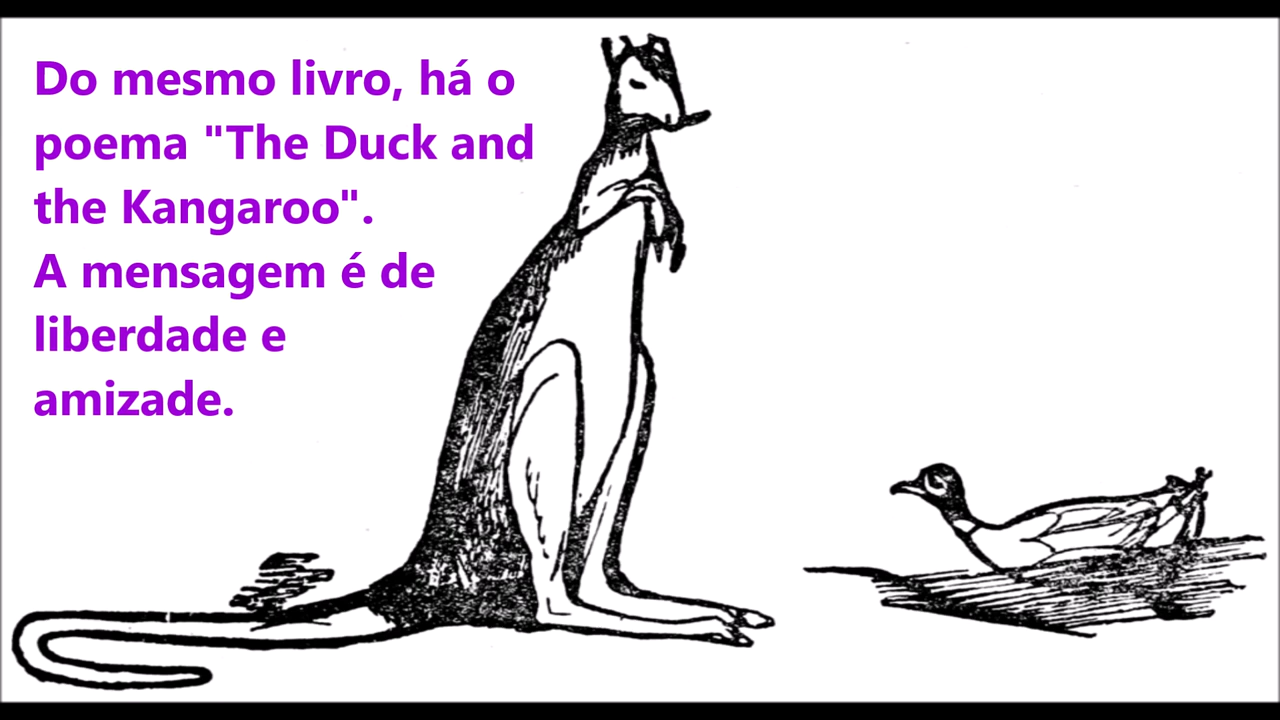 Do mesmo livro, há o
poema "The Duck and
the Kangaroo".
A mensagem é de
liberdade e
amizade.